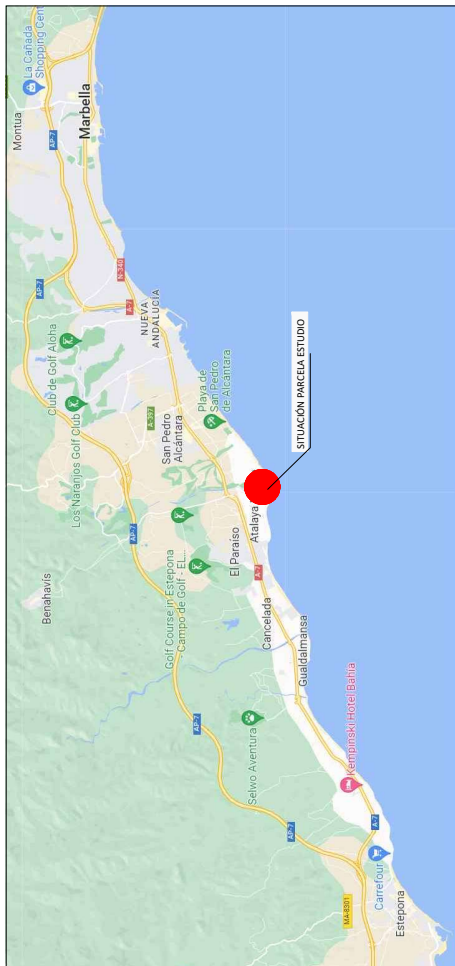 La Cañada
Shopping Cent
Montua
AP-7
Marbella
AP-7
N-340
A-7
NUEVA
ANDALUCÍA
Club de Golf Aloha
Los Naranjos Golf Club
A-397
San Pedro
Alcántara
Playa de
San Pedro
de Alcántara
AP-7
SITUACIÓN PARCELA ESTUDIO
Benahavís
Golf Course in Estepona
- Campo de Golf - EL...
El Paraíso
Atalaya
A-7
Cancelada
Guadalmansa
AP-7
Selwo Aventura
Kempinski Hotel Bahía
AP-7
A-7
Carrefour
MA-8301
Estepona